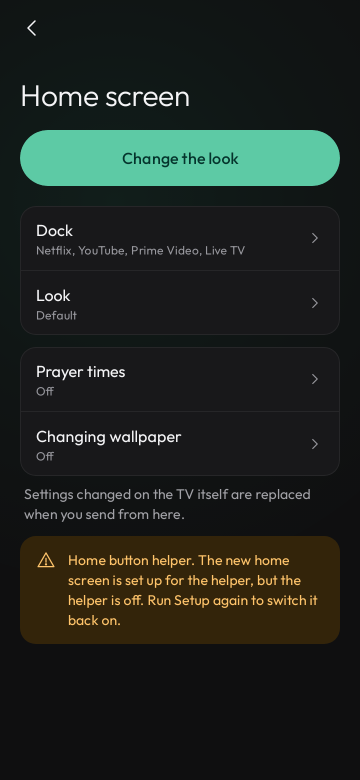 Home screen
Change the look
Dock
Netflix, YouTube, Prime Video, Live TV
Look
Default
Prayer times
Off
Changing wallpaper
Off
Settings changed on the TV itself are replaced
when you send from here.
Home button helper. The new home
screen is set up for the helper, but the
helper is off. Run Setup again to switch it
back on.